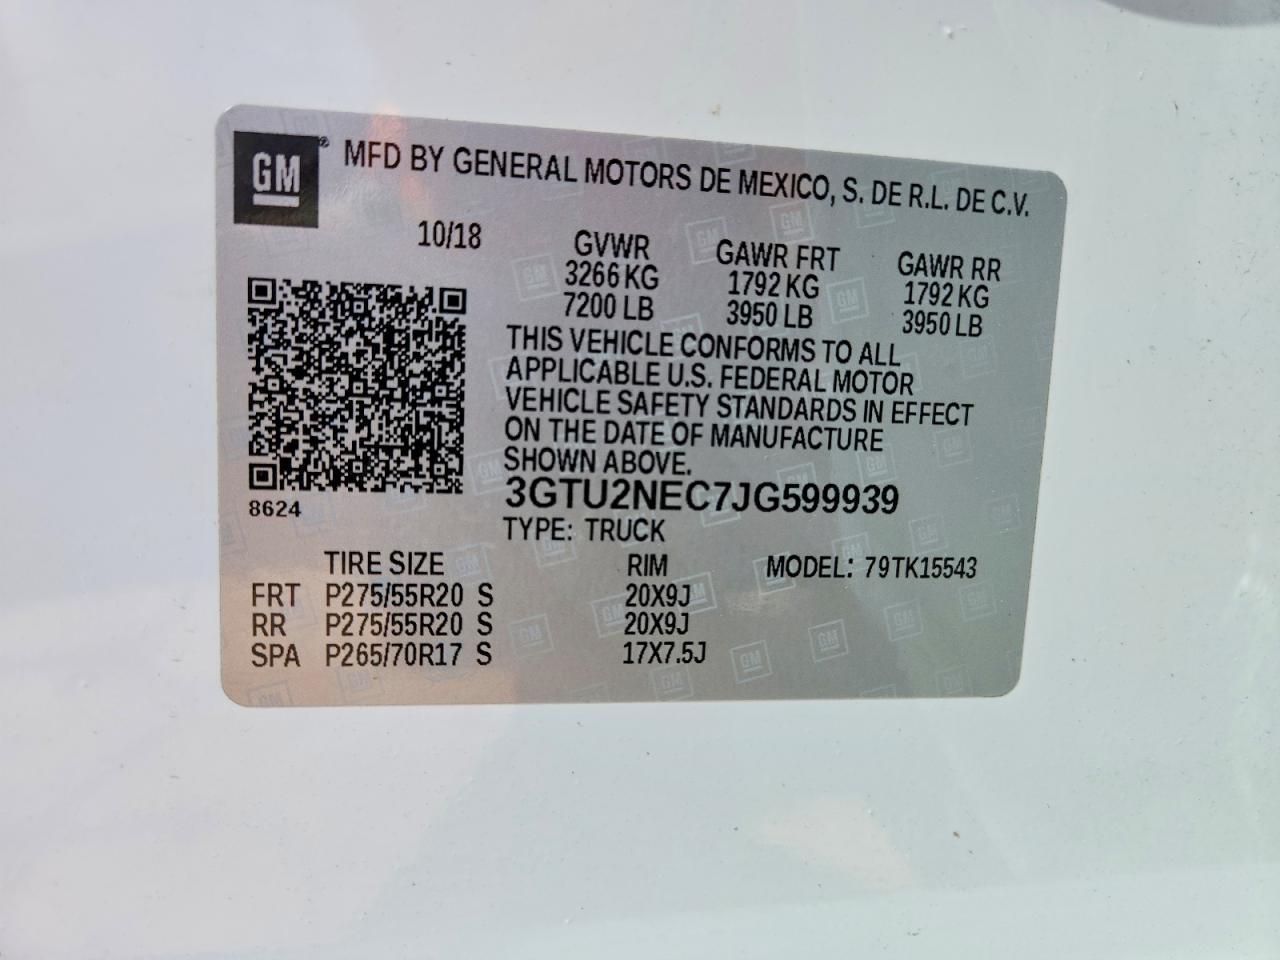 GM® MFD BY GENERAL MOTORS DE MEXICO, S. DE R.L. DE C.V.
10/18
GVWR GAWR FRT GAWR RR
3266 KG 1792 KG 1792 KG
7200 LB 3950 LB 3950 LB
THIS VEHICLE CONFORMS TO ALL
APPLICABLE U.S. FEDERAL MOTOR
VEHICLE SAFETY STANDARDS IN EFFECT
ON THE DATE OF MANUFACTURE
SHOWN ABOVE.
8624
3GTU2NEC7JG599939
TYPE: TRUCK
TIRE SIZE RIM MODEL: 79TK15543
FRT P275/55R20 S 20X9J
RR P275/55R20 S 20X9J
SPA P265/70R17 S 17X7.5J